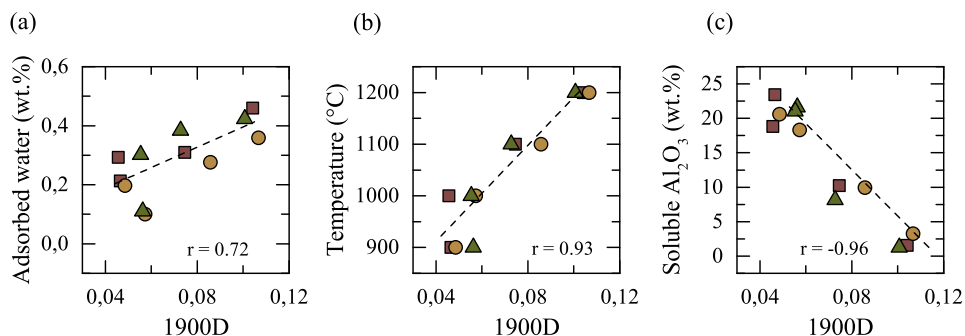 (a)
Adsorbed water (wt.%)
0,6
0,4
0,2
0,0
r = 0.72
0,04
0,08
0,12
1900D
(b)
Temperature (°C)
1200
1100
1000
900
r = 0.93
0,04
0,08
0,12
1900D
(c)
Soluble Al2O3 (wt.%)
25
20
15
10
5
0
r = -0.96
0,04
0,08
0,12
1900D